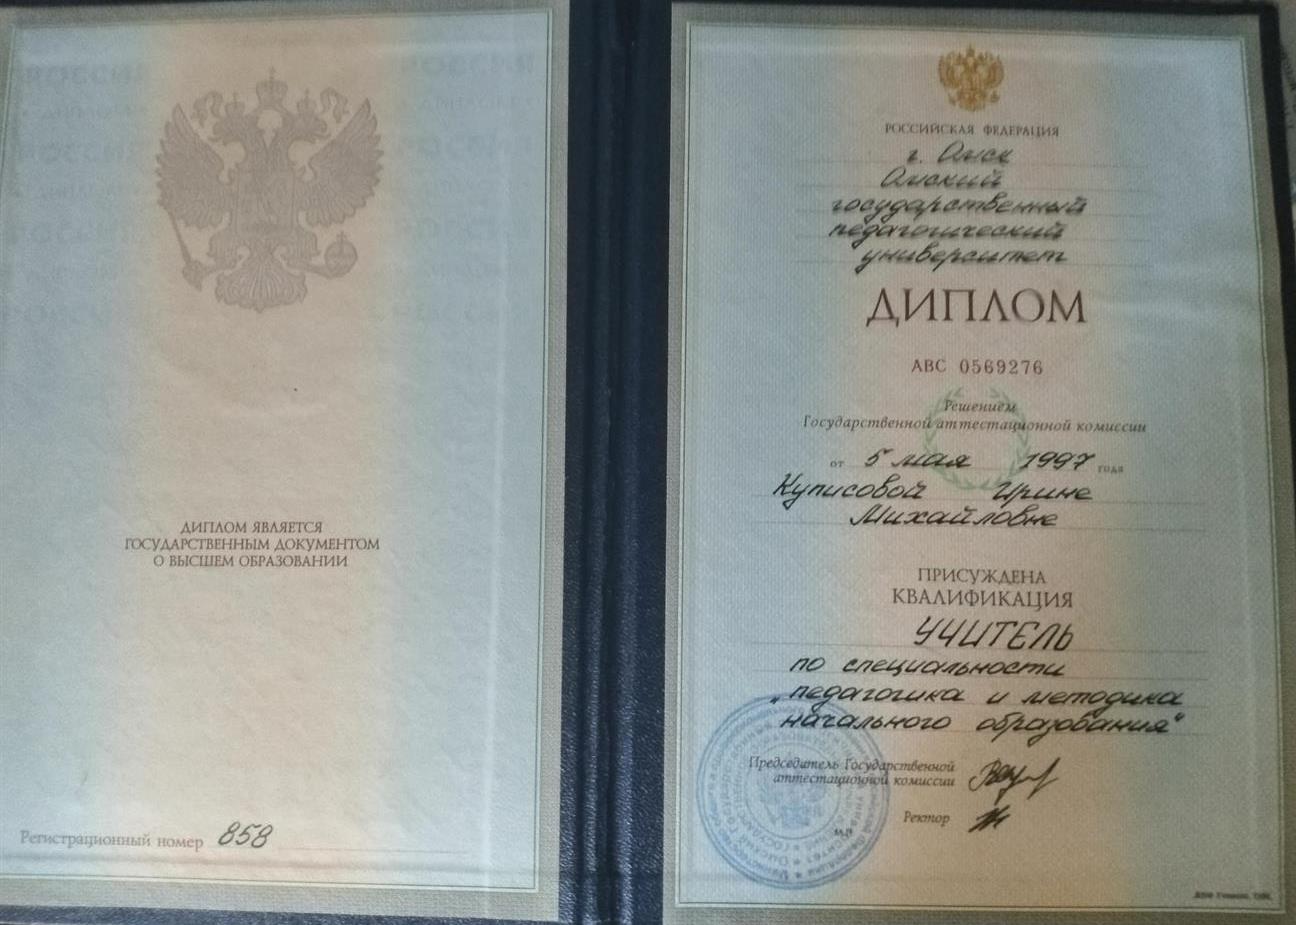 ДИПЛОМ ЯВЛЯЕТСЯ
ГОСУДАРСТВЕННЫМ ДОКУМЕНТОМ
О ВЫСШЕМ ОБРАЗОВАНИИ
Регистрационный номер 858
РОССИЙСКАЯ ФЕДЕРАЦИЯ
г. Омск
Омский
государственный
педагогический
университет
ДИПЛОМ
АВС 0569276
Решением
Государственной аттестационной комиссии
от 5 мая 1997 года
Куписовой Ирине
Михайловне
ПРИСУЖДЕНА
КВАЛИФИКАЦИЯ
УЧИТЕЛЬ
по специальности
„педагогика и методика
начального образования“
Председатель Государственной
аттестационной комиссии
Ректор
М.П.